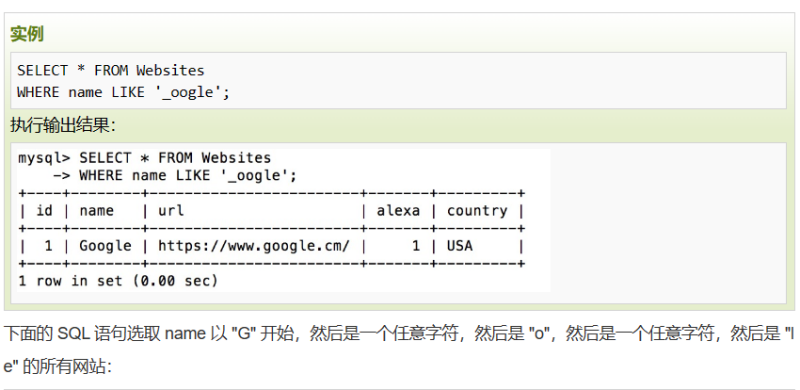 实例
SELECT * FROM Websites
WHERE name LIKE '_oogle';
执行输出结果：
mysql> SELECT * FROM Websites
    -> WHERE name LIKE '_oogle';
+----+--------+------------------------+-------+---------+
| id | name   | url                    | alexa | country |
+----+--------+------------------------+-------+---------+
|  1 | Google | https://www.google.cm/ |     1 | USA     |
+----+--------+------------------------+-------+---------+
1 row in set (0.00 sec)
下面的 SQL 语句选取 name 以 "G" 开始，然后是一个任意字符，然后是 "o"，然后是一个任意字符，然后是 "l
e" 的所有网站：